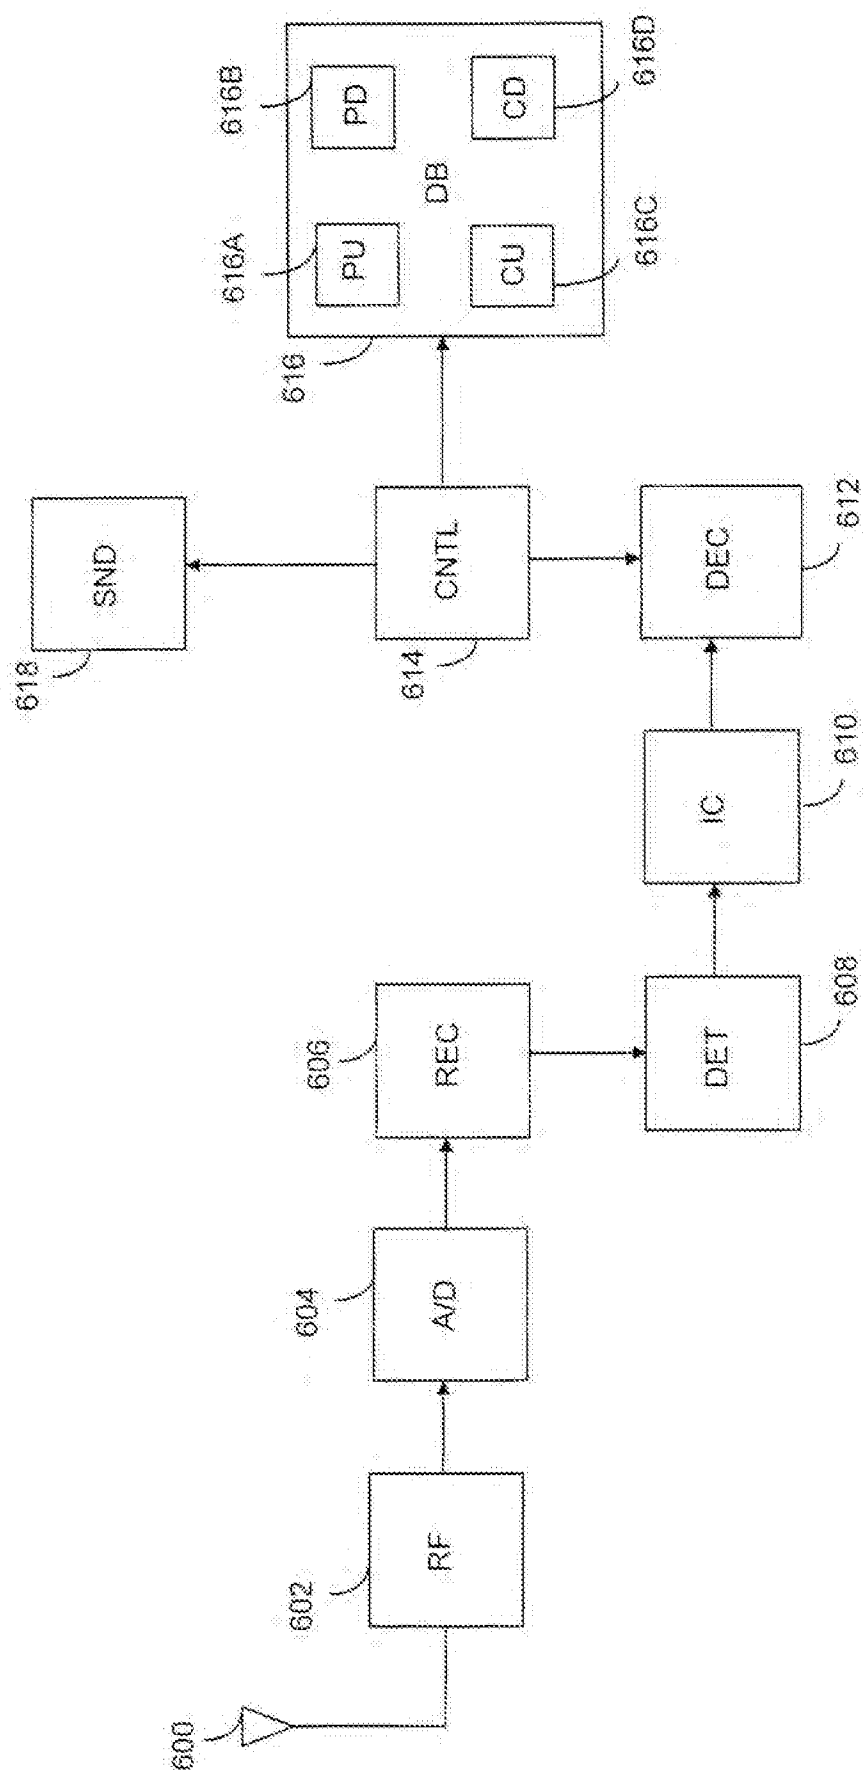 600
602
RF
604
A/D
606
REC
608
DET
610
IC
612
DEC
614
CNTL
618
SND
616
DB
616A
PU
616B
PD
616C
CU
616D
CD